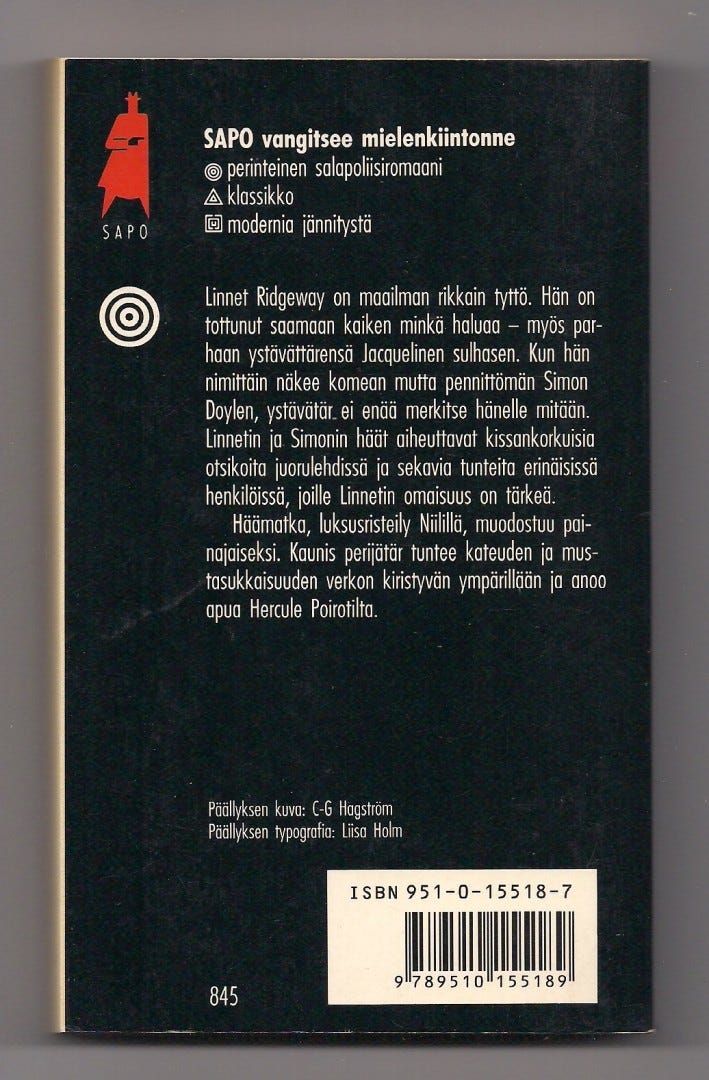 SAPO
SAPO vangitsee mielenkiintonne
perinteinen salapoliisiromaani
klassikko
modernia jännitystä
Linnet Ridgeway on maailman rikkain tyttö. Hän on
tottunut saamaan kaiken minkä haluaa – myös par-
haan ystävättärensä Jacquelinen sulhasen. Kun hän
nimittäin näkee komean mutta pennittömän Simon
Doylen, ystävätär ei enää merkitse hänelle mitään.
Linnetin ja Simonin häät aiheuttavat kissankorkuisia
otsikoita juorulehdissä ja sekavia tunteita erinäisissä
henkilöissä, joille Linnetin omaisuus on tärkeä.
Häämatka, luksusristeily Niilillä, muodostuu pai-
najaiseksi. Kaunis perijätär tuntee kateuden ja mus-
tasukkaisuuden verkon kiristyvän ympärillään ja anoo
apua Hercule Poirotilta.
Päällyksen kuva: C-G Hagström
Päällyksen typografia: Liisa Holm
ISBN 951-0-15518-7
9 789510 155189
845